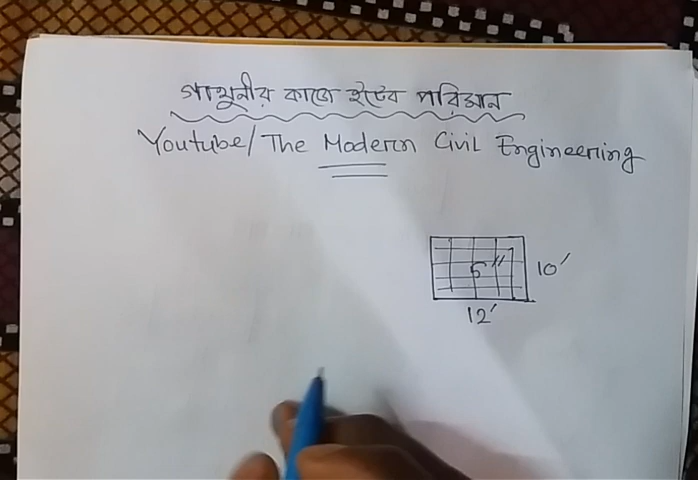 গাথুনীর কাজে ইটের পরিমান
Youtube/The Modern Civil Engineering
5"
10'
12'